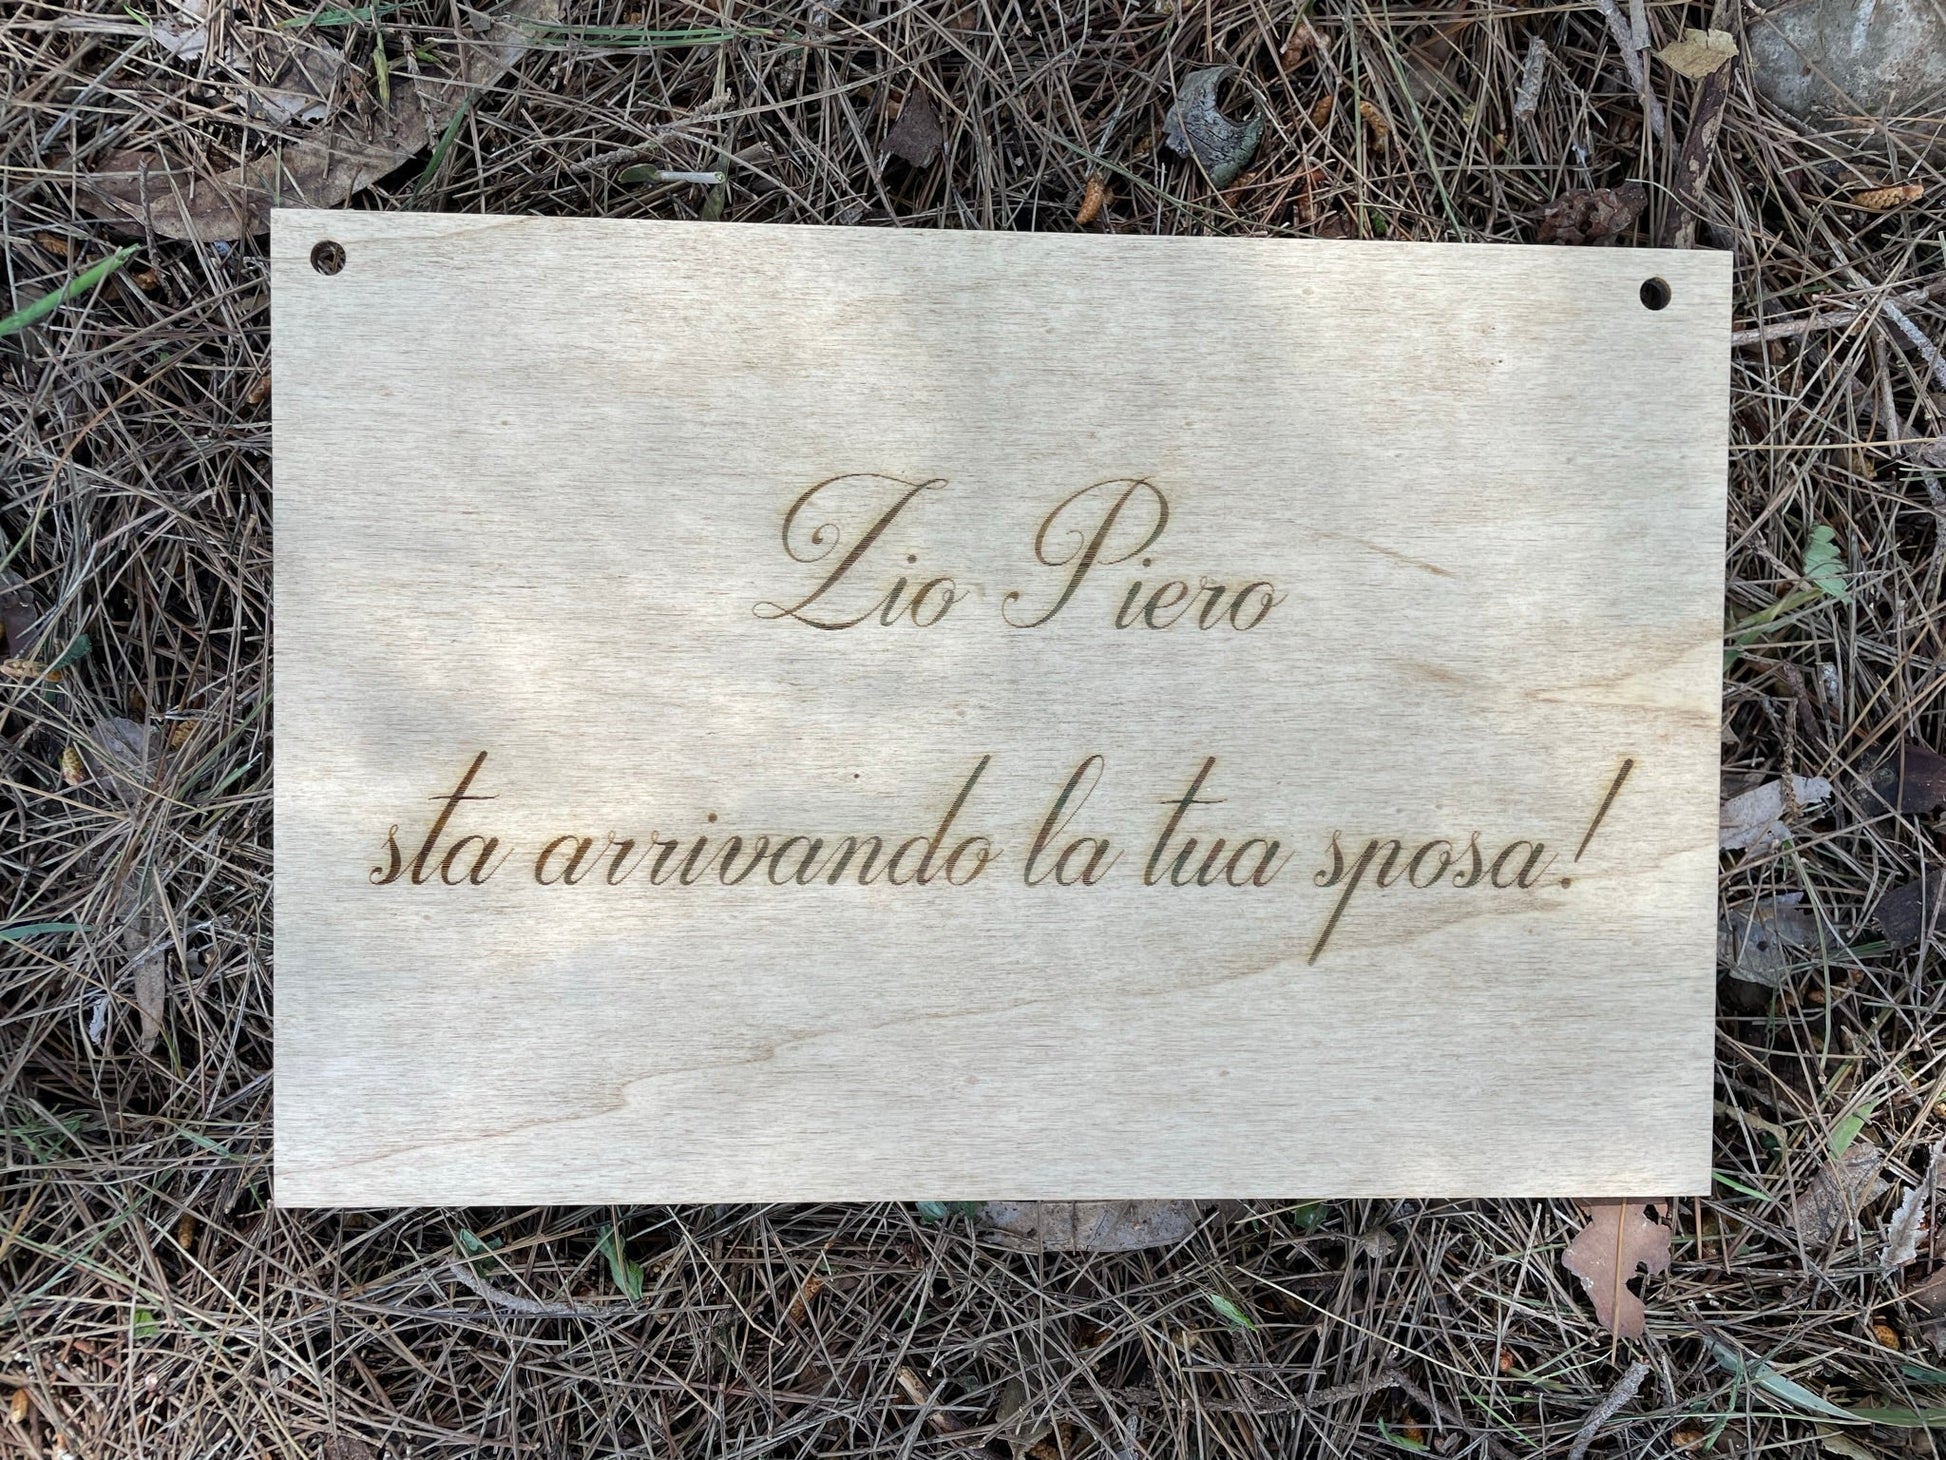 Zio Piero
sta arrivando la tua sposa!